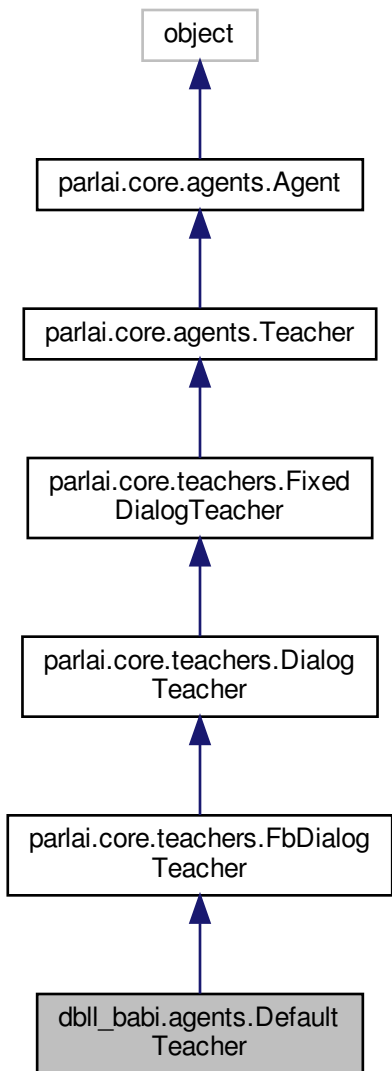 object
parlai.core.agents.Agent
parlai.core.agents.Teacher
parlai.core.teachers.Fixed
DialogTeacher
parlai.core.teachers.Dialog
Teacher
parlai.core.teachers.FbDialog
Teacher
dbll_babi.agents.Default
Teacher